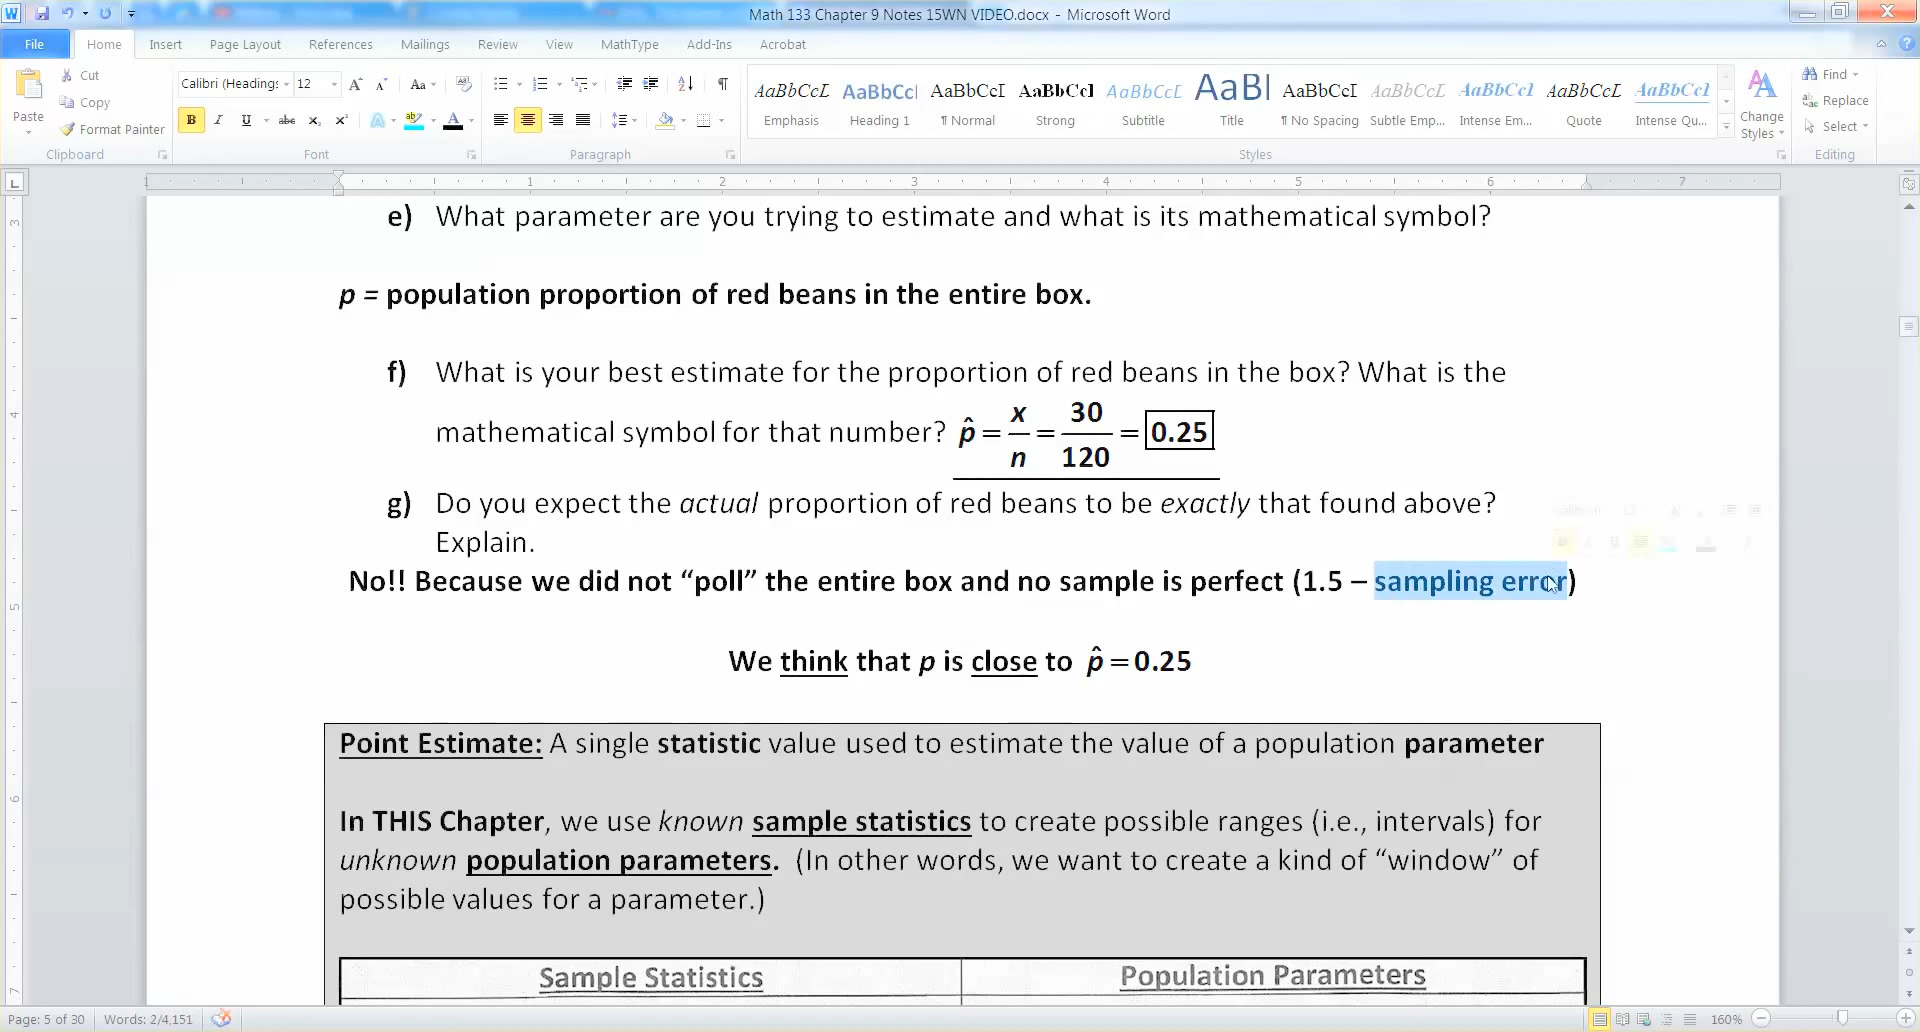 Math 133 Chapter 9 Notes 15WN VIDEO.docx - Microsoft Word
File Home Insert Page Layout References Mailings Review View MathType Add-Ins Acrobat
Paste
Cut
Copy
Format Painter
Clipboard
Calibri (Headings 12
Font
Paragraph
AaBbCcL AaBbCcI AaBbCcI AaBbCcI AaBbCcL AaBI AaBbCcI AaBbCcL AaBbCcI AaBbCcL AaBbCcI
Emphasis Heading 1 ¶ Normal Strong Subtitle Title ¶ No Spacing Subtle Emp... Intense Em... Quote Intense Qu...
Styles
Change
Styles
Find
Replace
Select
Editing
1 1 2 3 4 5 6 7
e) What parameter are you trying to estimate and what is its mathematical symbol?
p = population proportion of red beans in the entire box.
f) What is your best estimate for the proportion of red beans in the box? What is the
mathematical symbol for that number? p̂ = x/n = 30/120 = 0.25
g) Do you expect the actual proportion of red beans to be exactly that found above?
Explain.
No!! Because we did not “poll” the entire box and no sample is perfect (1.5 – sampling error)
We think that p is close to p̂ = 0.25
Point Estimate: A single statistic value used to estimate the value of a population parameter
In THIS Chapter, we use known sample statistics to create possible ranges (i.e., intervals) for
unknown population parameters. (In other words, we want to create a kind of “window” of
possible values for a parameter.)
Sample Statistics Population Parameters
Page: 5 of 30 Words: 2/4,151 160%